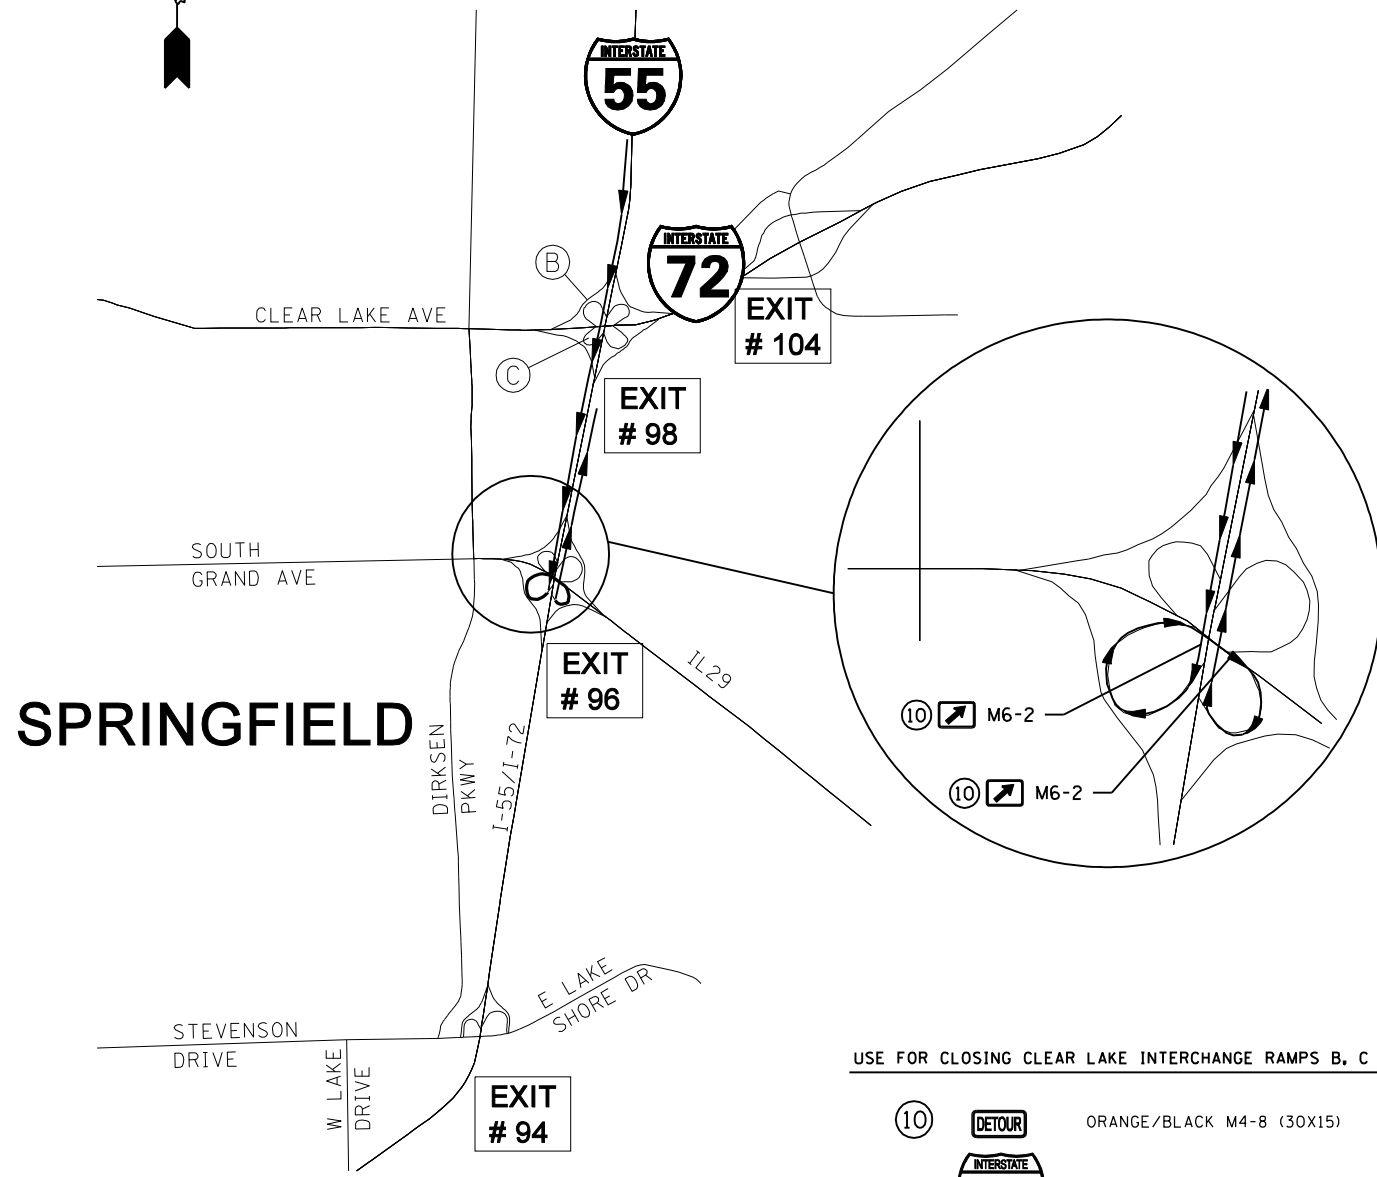 INTERSTATE
55
INTERSTATE
72
B
EXIT
# 104
CLEAR LAKE AVE
C
EXIT
# 98
SOUTH
GRAND AVE
EXIT
# 96
IL29
SPRINGFIELD
10 M6-2
10 M6-2
DIRKSEN
PKWY
I-55/I-72
E LAKE
SHORE DR
STEVENSON
DRIVE
W LAKE
DRIVE
EXIT
# 94
USE FOR CLOSING CLEAR LAKE INTERCHANGE RAMPS B, C
10 DETOUR ORANGE/BLACK M4-8 (30X15)
INTERSTATE